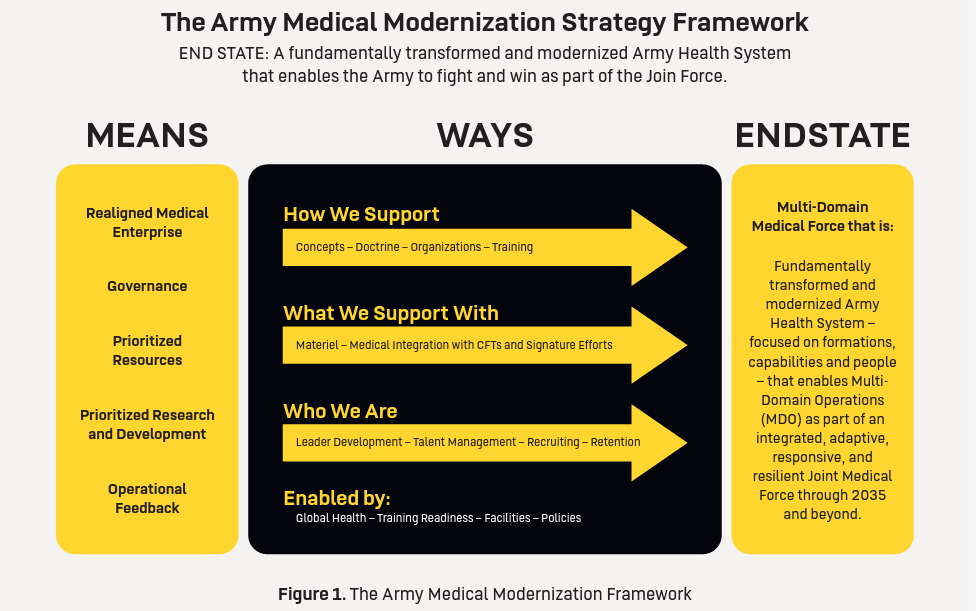 The Army Medical Modernization Strategy Framework
END STATE: A fundamentally transformed and modernized Army Health System
that enables the Army to fight and win as part of the Join Force.
MEANS
Realigned Medical
Enterprise
Governance
Prioritized
Resources
Prioritized Research
and Development
Operational
Feedback
WAYS
How We Support
Concepts – Doctrine – Organizations – Training
What We Support With
Materiel – Medical Integration with CFTs and Signature Efforts
Who We Are
Leader Development – Talent Management – Recruiting – Retention
Enabled by:
Global Health – Training Readiness – Facilities – Policies
ENDSTATE
Multi-Domain
Medical Force that is:
Fundamentally
transformed and
modernized Army
Health System –
focused on formations,
capabilities and people
– that enables Multi-
Domain Operations
(MDO) as part of an
integrated, adaptive,
responsive, and
resilient Joint Medical
Force through 2035
and beyond.
Figure 1. The Army Medical Modernization Framework